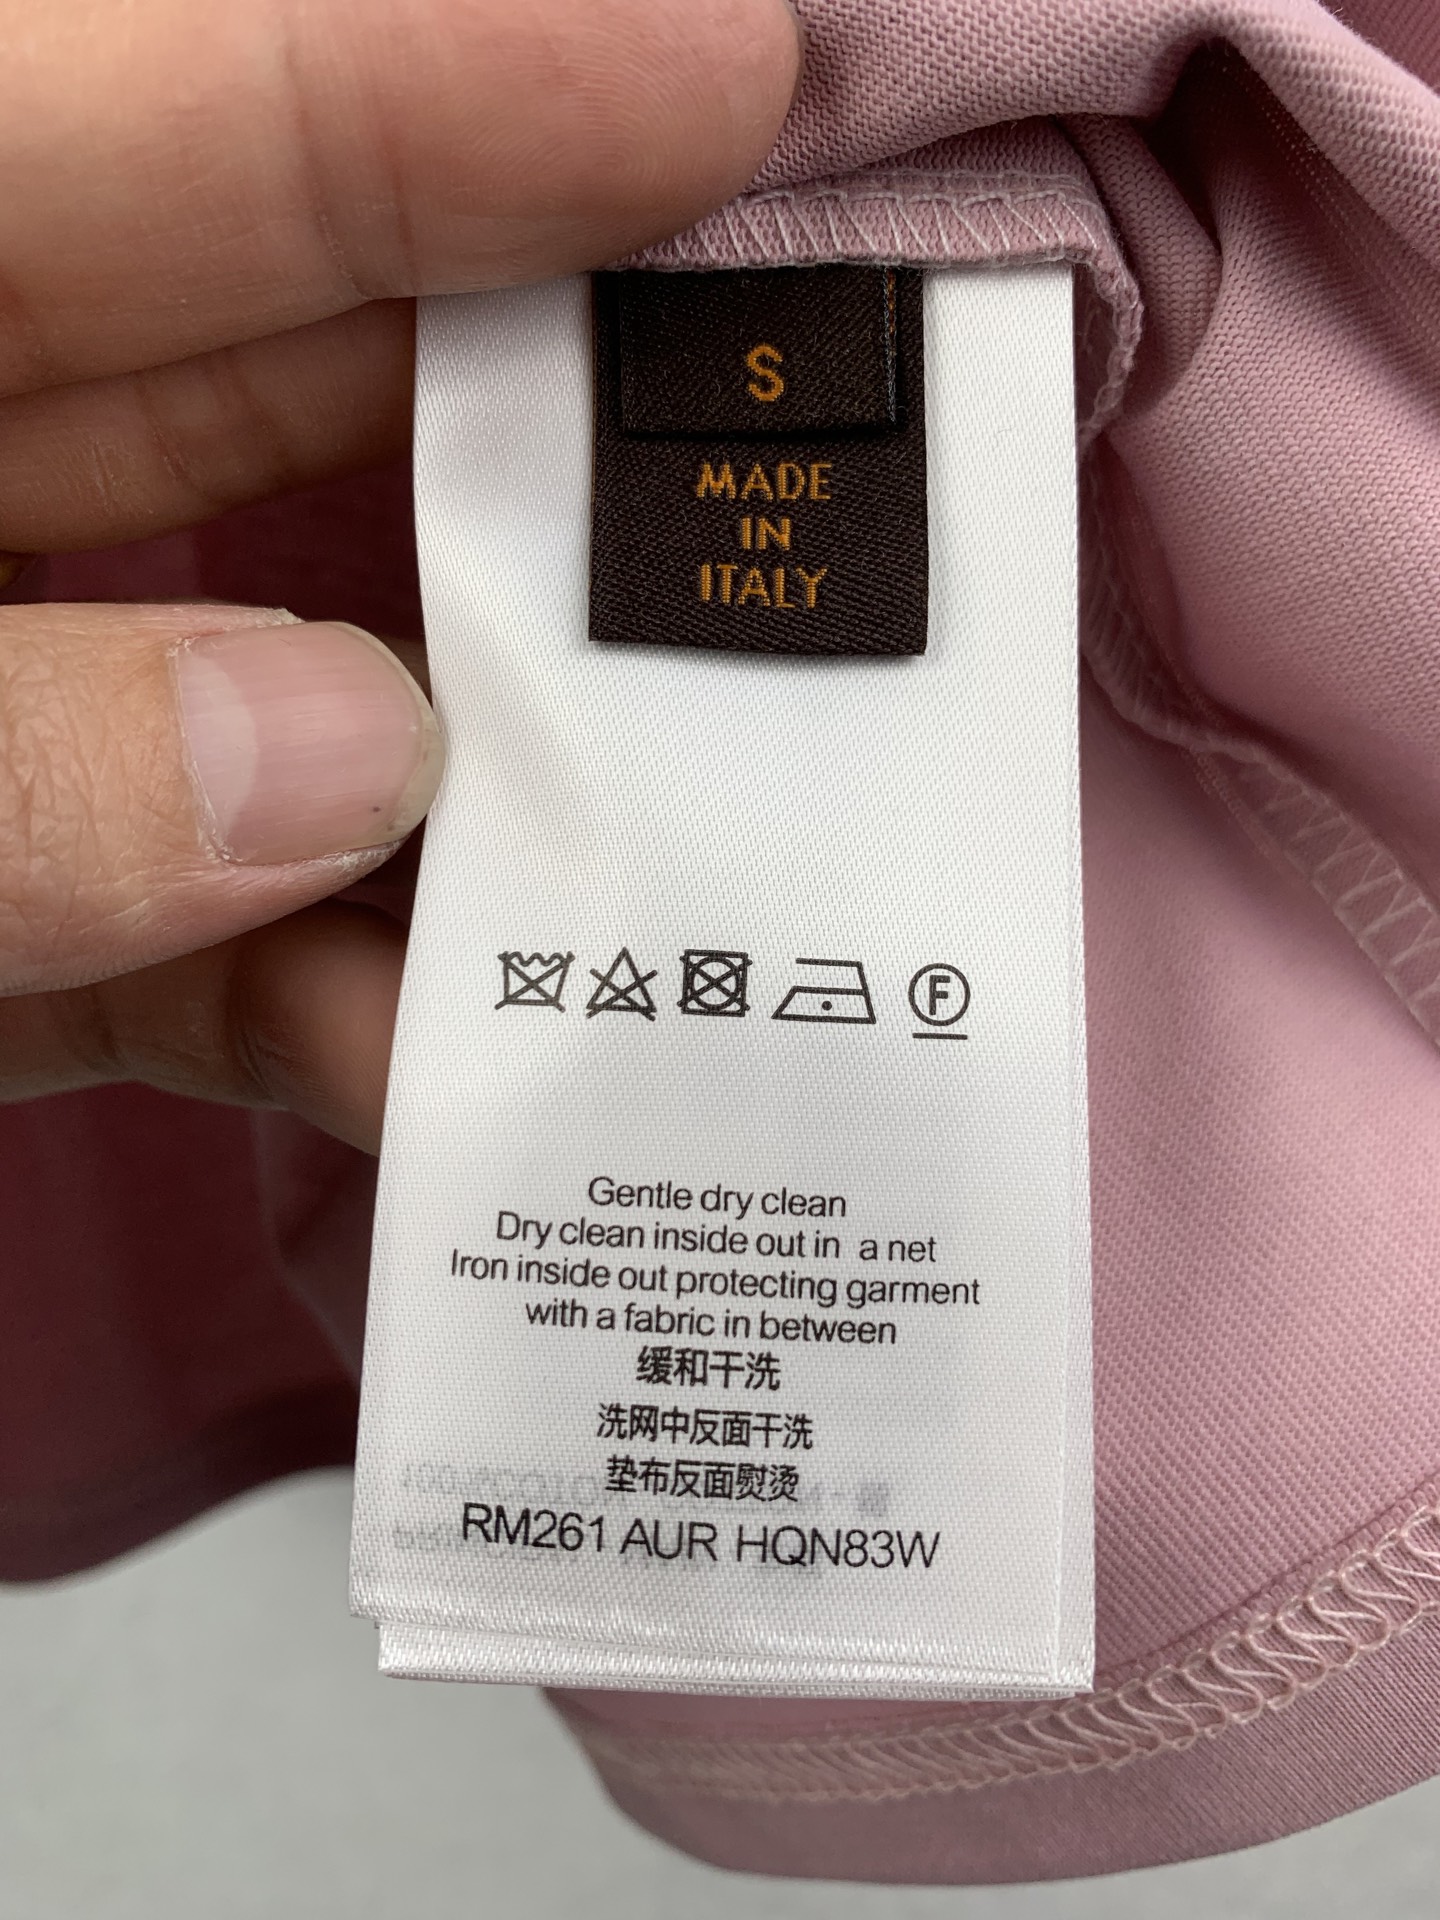 S
MADE
IN
ITALY
F
Gentle dry clean
Dry clean inside out in a net
Iron inside out protecting garment
with a fabric in between
缓和干洗
洗网中反面干洗
垫布反面熨烫
RM261 AUR HQN83W